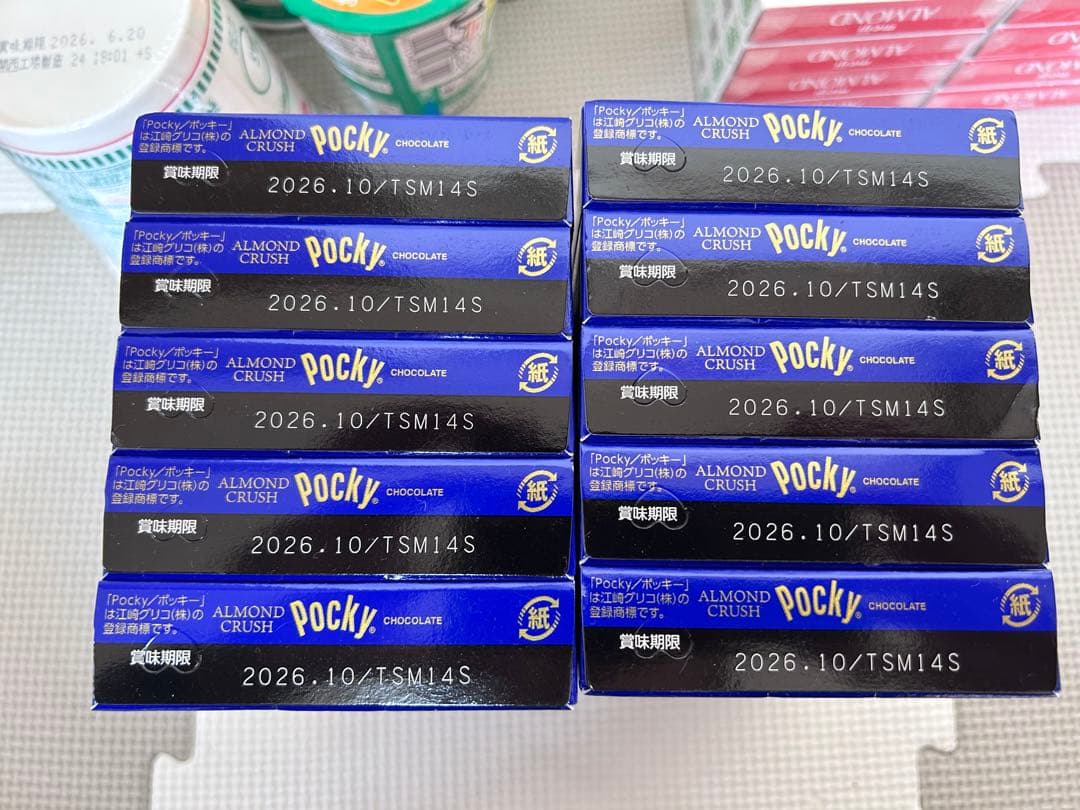 賞味期限 2026. 6.20
関西工場製造 24 18:01 +S
ALMOND
ALMOND
ALMOND
ALMOND
「Pocky／ポッキー」
は江崎グリコ(株)の
登録商標です。
ALMOND
CRUSH
Pocky®
CHOCOLATE
紙
賞味期限
2026.10/TSM14S
「Pocky／ポッキー」
は江崎グリコ(株)の
登録商標です。
ALMOND
CRUSH
Pocky®
CHOCOLATE
紙
賞味期限
2026.10/TSM14S
「Pocky／ポッキー」
は江崎グリコ(株)の
登録商標です。
ALMOND
CRUSH
Pocky®
CHOCOLATE
紙
賞味期限
2026.10/TSM14S
「Pocky／ポッキー」
は江崎グリコ(株)の
登録商標です。
ALMOND
CRUSH
Pocky®
CHOCOLATE
紙
賞味期限
2026.10/TSM14S
「Pocky／ポッキー」
は江崎グリコ(株)の
登録商標です。
ALMOND
CRUSH
Pocky®
CHOCOLATE
紙
賞味期限
2026.10/TSM14S
「Pocky／ポッキー」
は江崎グリコ(株)の
登録商標です。
ALMOND
CRUSH
Pocky®
CHOCOLATE
紙
賞味期限
2026.10/TSM14S
「Pocky／ポッキー」
は江崎グリコ(株)の
登録商標です。
ALMOND
CRUSH
Pocky®
CHOCOLATE
紙
賞味期限
2026.10/TSM14S
「Pocky／ポッキー」
は江崎グリコ(株)の
登録商標です。
ALMOND
CRUSH
Pocky®
CHOCOLATE
紙
賞味期限
2026.10/TSM14S
「Pocky／ポッキー」
は江崎グリコ(株)の
登録商標です。
ALMOND
CRUSH
Pocky®
CHOCOLATE
紙
賞味期限
2026.10/TSM14S
「Pocky／ポッキー」
は江崎グリコ(株)の
登録商標です。
ALMOND
CRUSH
Pocky®
CHOCOLATE
紙
賞味期限
2026.10/TSM14S